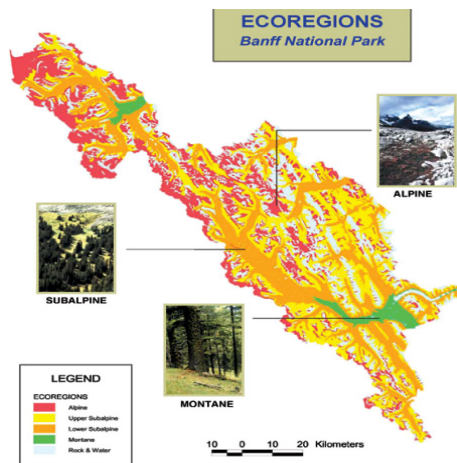 ECOREGIONS
Banff National Park
ALPINE
SUBALPINE
MONTANE
LEGEND
ECOREGIONS
Alpine
Upper Subalpine
Lower Subalpine
Montane
Rock & Water
10 0 10 20 Kilometers